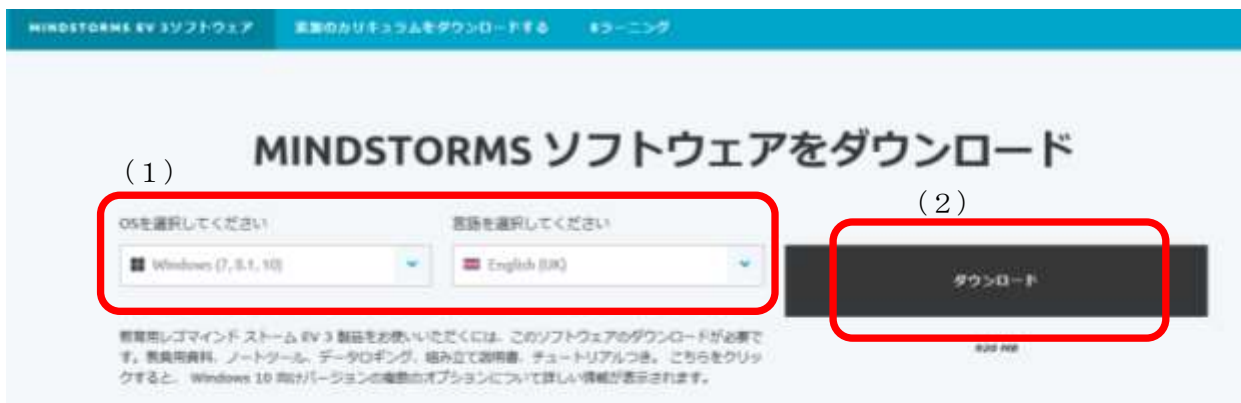 MINDSTORMS EV 3ソフトウェア 追加のカリキュラムをダウンロードする eラーニング
MINDSTORMS ソフトウェアをダウンロード
（１）
（２）
OSを選択してください 言語を選択してください
Windows (7, 8.1, 10) English (UK)
ダウンロード
教育用レゴマインド ストーム EV 3 製品をお使いいただくには、このソフトウェアのダウンロードが必要で
す。教員用資料、ノートツール、データロギング、組み立て説明書、チュートリアルつき。 こちらをクリッ
クすると、 Windows 10 向けバージョンの複数のオプションについて詳しい情報が表示されます。